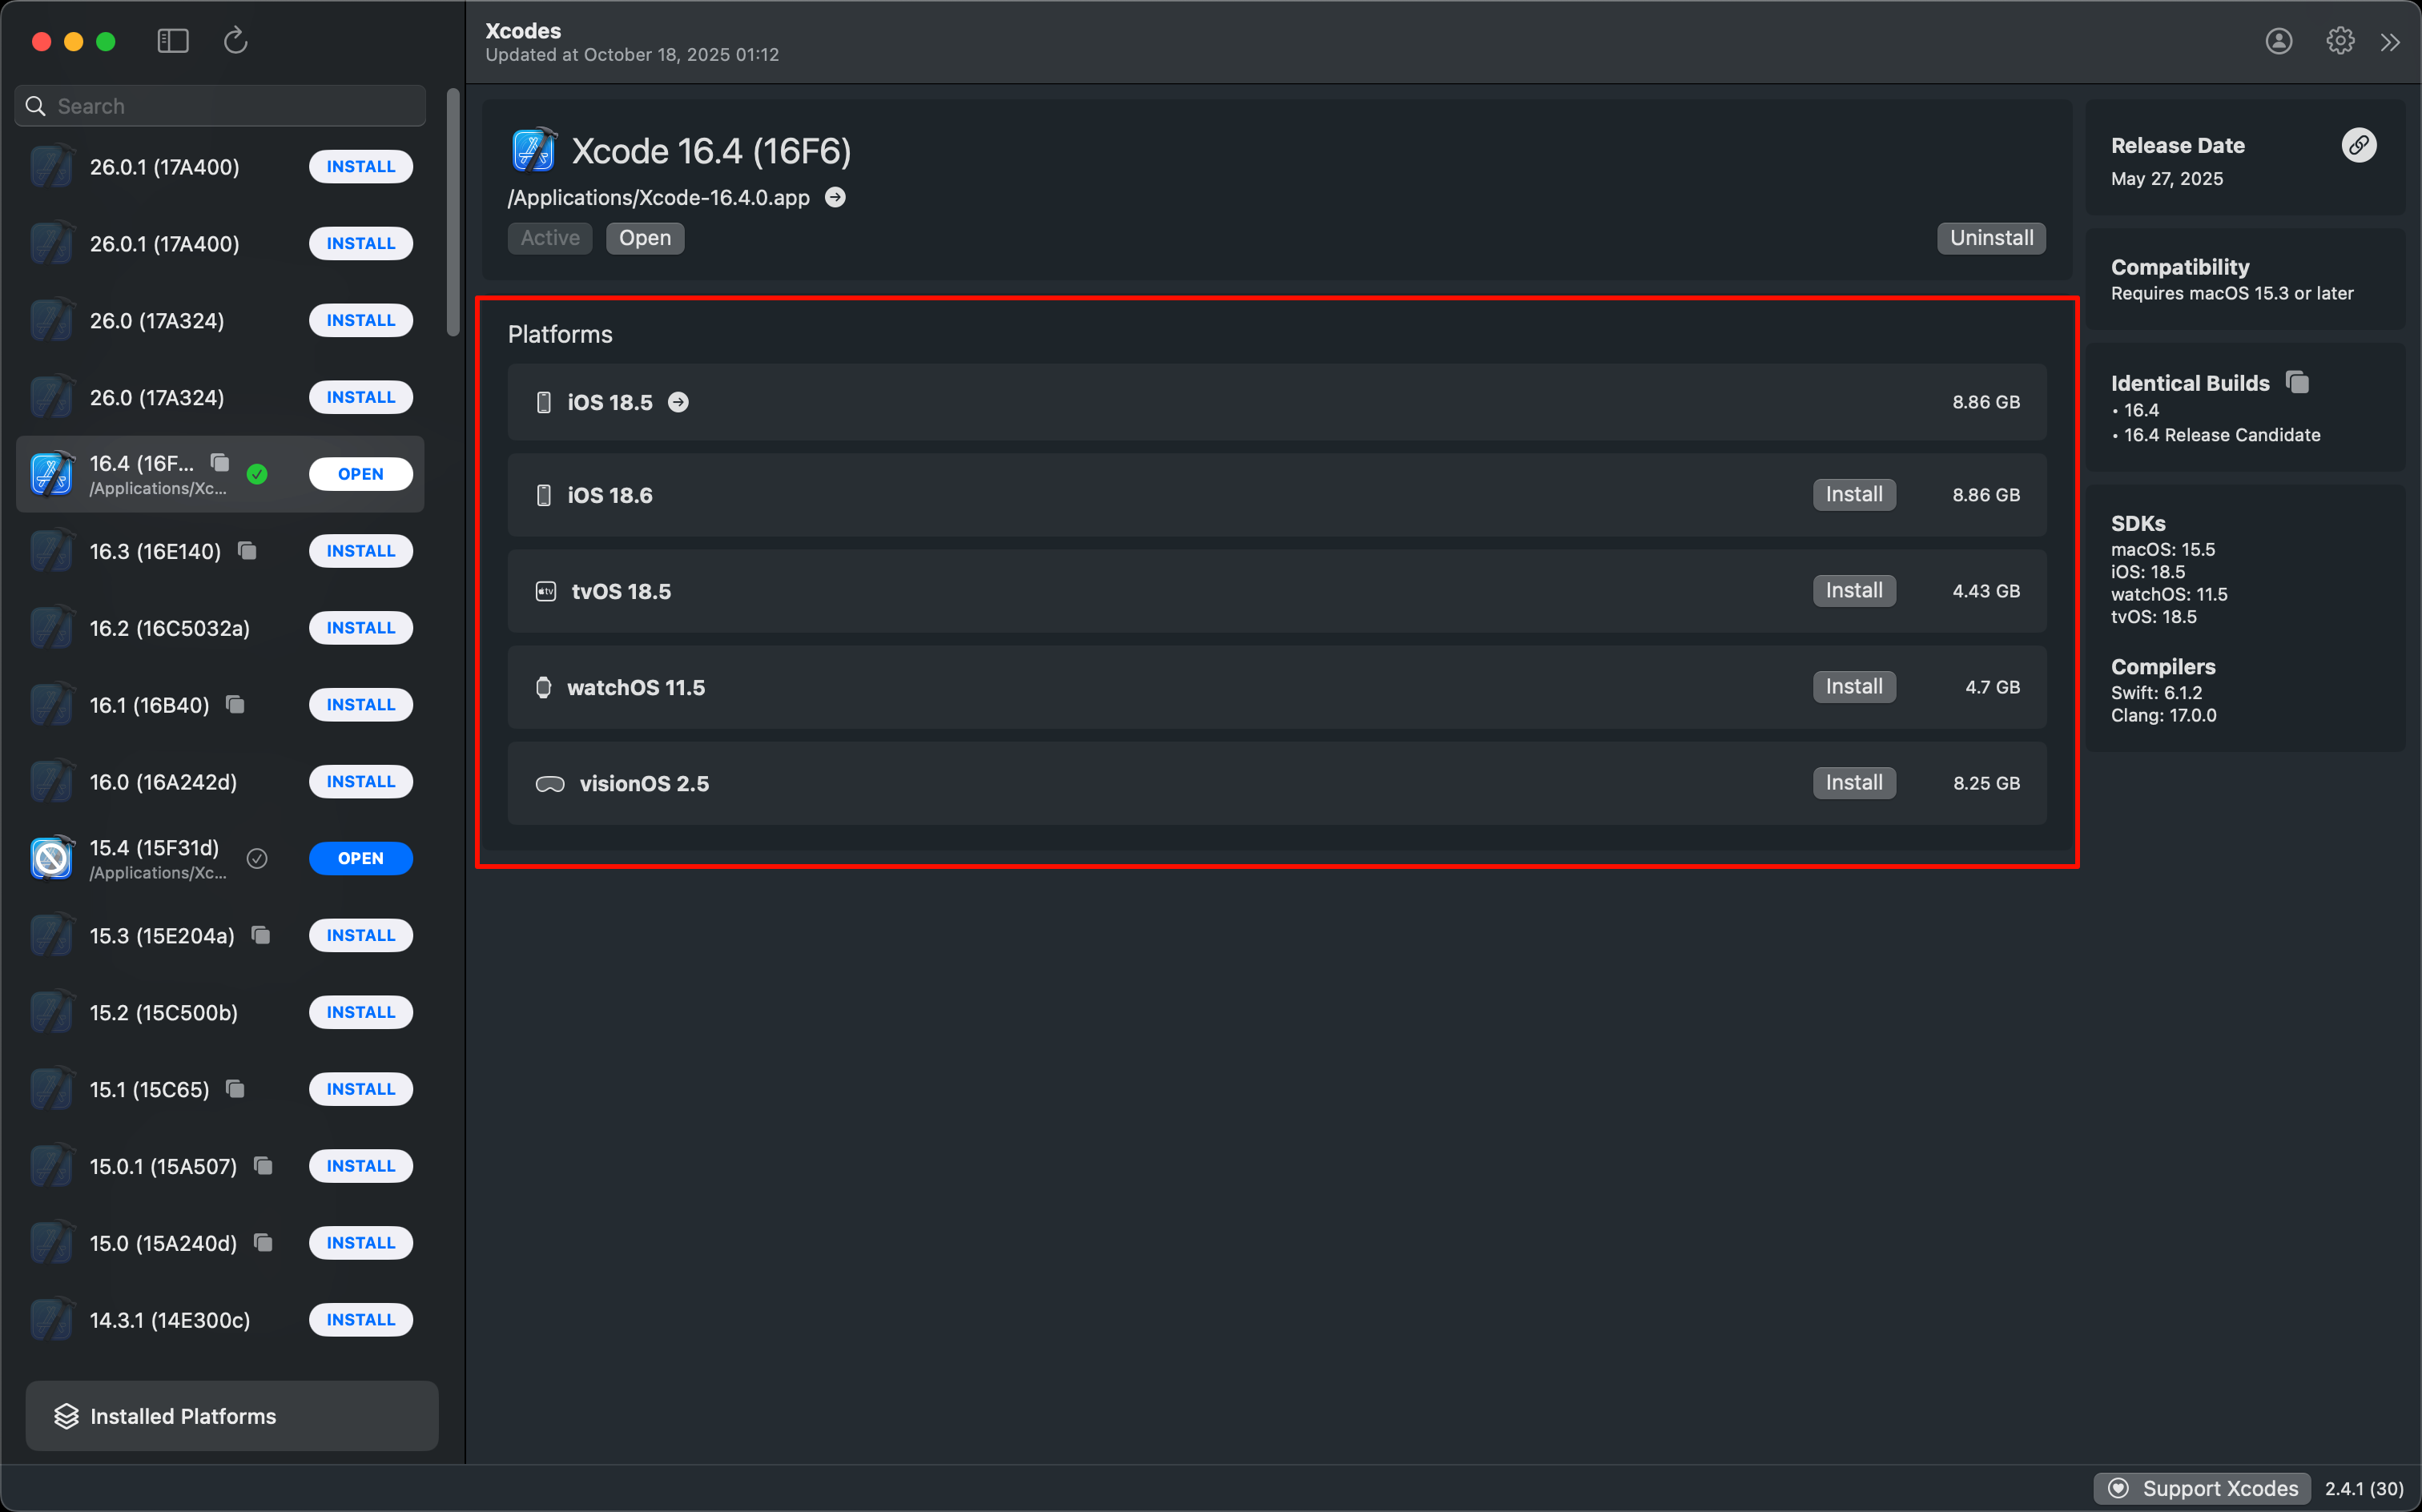 Xcodes
Updated at October 18, 2025 01:12
Search
26.0.1 (17A400)
INSTALL
26.0.1 (17A400)
INSTALL
26.0 (17A324)
INSTALL
26.0 (17A324)
INSTALL
16.4 (16F...
/Applications/Xc...
OPEN
16.3 (16E140)
INSTALL
16.2 (16C5032a)
INSTALL
16.1 (16B40)
INSTALL
16.0 (16A242d)
INSTALL
15.4 (15F31d)
/Applications/Xc...
OPEN
15.3 (15E204a)
INSTALL
15.2 (15C500b)
INSTALL
15.1 (15C65)
INSTALL
15.0.1 (15A507)
INSTALL
15.0 (15A240d)
INSTALL
14.3.1 (14E300c)
INSTALL
Installed Platforms
Xcode 16.4 (16F6)
/Applications/Xcode-16.4.0.app
Active
Open
Uninstall
Platforms
iOS 18.5
8.86 GB
iOS 18.6
Install
8.86 GB
tv
tvOS 18.5
Install
4.43 GB
watchOS 11.5
Install
4.7 GB
visionOS 2.5
Install
8.25 GB
Release Date
May 27, 2025
Compatibility
Requires macOS 15.3 or later
Identical Builds
• 16.4
• 16.4 Release Candidate
SDKs
macOS: 15.5
iOS: 18.5
watchOS: 11.5
tvOS: 18.5
Compilers
Swift: 6.1.2
Clang: 17.0.0
Support Xcodes
2.4.1 (30)